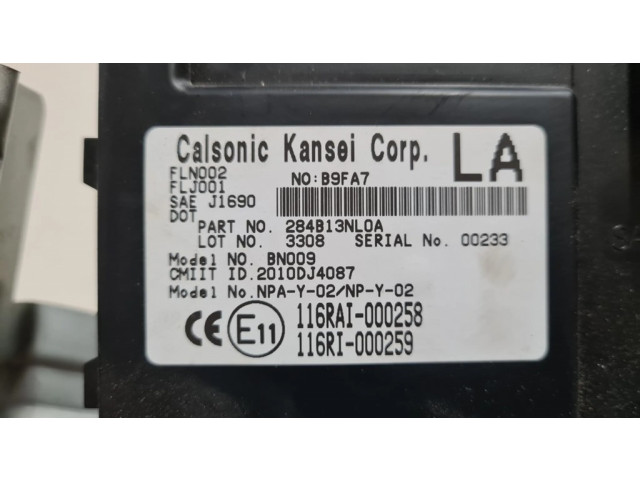 Calsonic Kansei Corp. LA
FLN002 NO:B9FA7
FLJ001
SAE J1690
DOT
PART NO. 284B13NL0A
LOT NO. 3308 SERIAL No. 00233
Model NO. BN009
CMIIT ID.2010DJ4087
Model No.NPA-Y-02/NP-Y-02
CE E11 116RAI-000258
116RI-000259